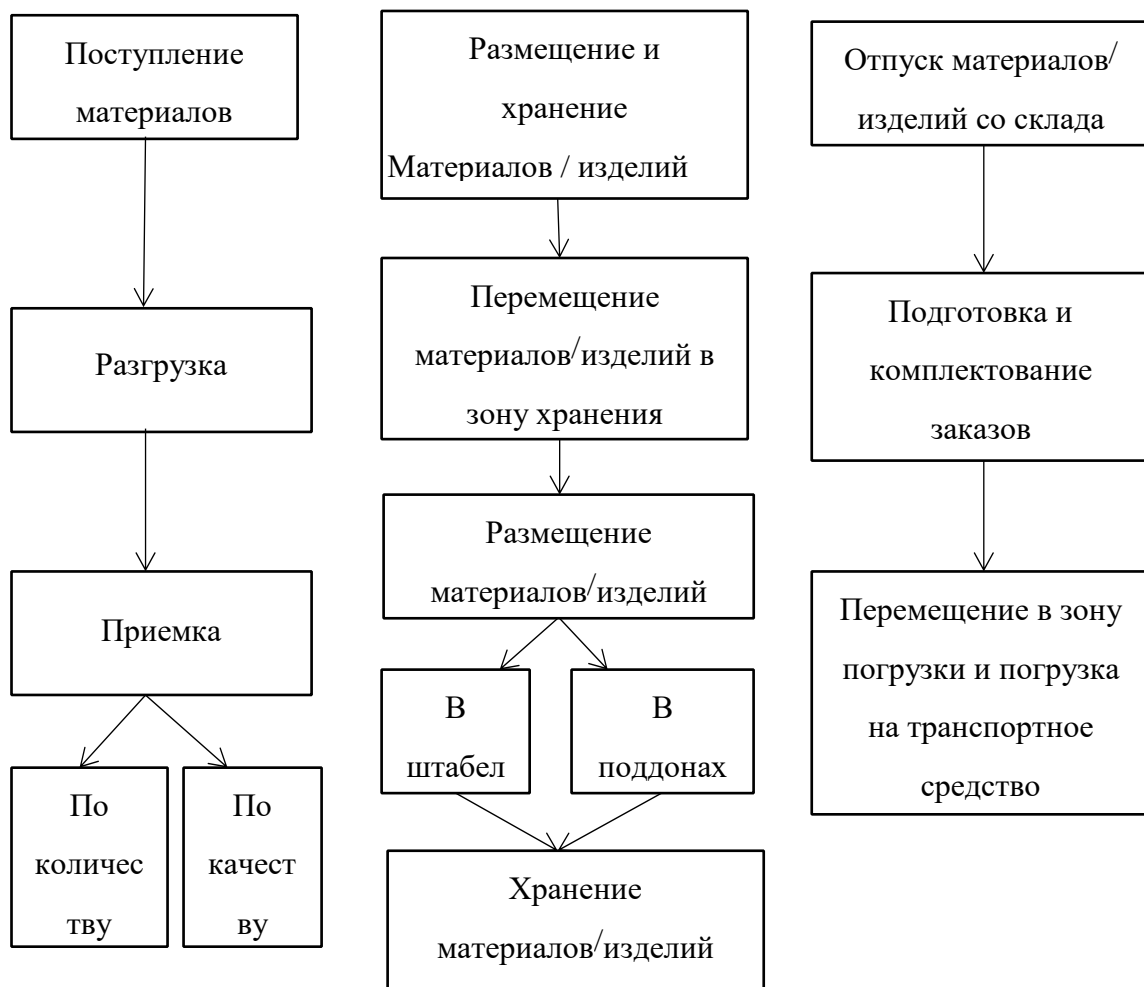 Поступление
материалов
Разгрузка
Приемка
По
количес
тву
По
качест
ву
Размещение и
хранение
Материалов / изделий
Перемещение
материалов/изделий в
зону хранения
Размещение
материалов/изделий
В
штабел
В
поддонах
Хранение
материалов/изделий
Отпуск материалов/
изделий со склада
Подготовка и
комплектование
заказов
Перемещение в зону
погрузки и погрузка
на транспортное
средство